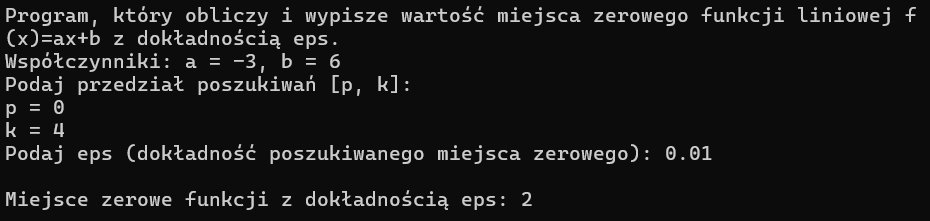 Program, który obliczy i wypisze wartość miejsca zerowego funkcji liniowej f
(x)=ax+b z dokładnością eps.
Współczynniki: a = -3, b = 6
Podaj przedział poszukiwań [p, k]:
p = 0
k = 4
Podaj eps (dokładność poszukiwanego miejsca zerowego): 0.01
Miejsce zerowe funkcji z dokładnością eps: 2